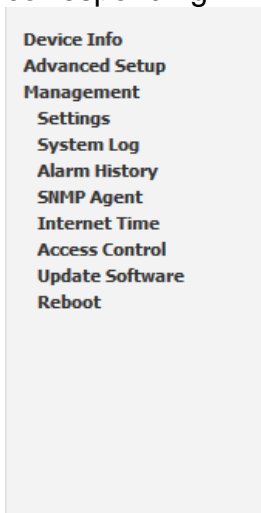 Device Info
Advanced Setup
Management
Settings
System Log
Alarm History
SNMP Agent
Internet Time
Access Control
Update Software
Reboot